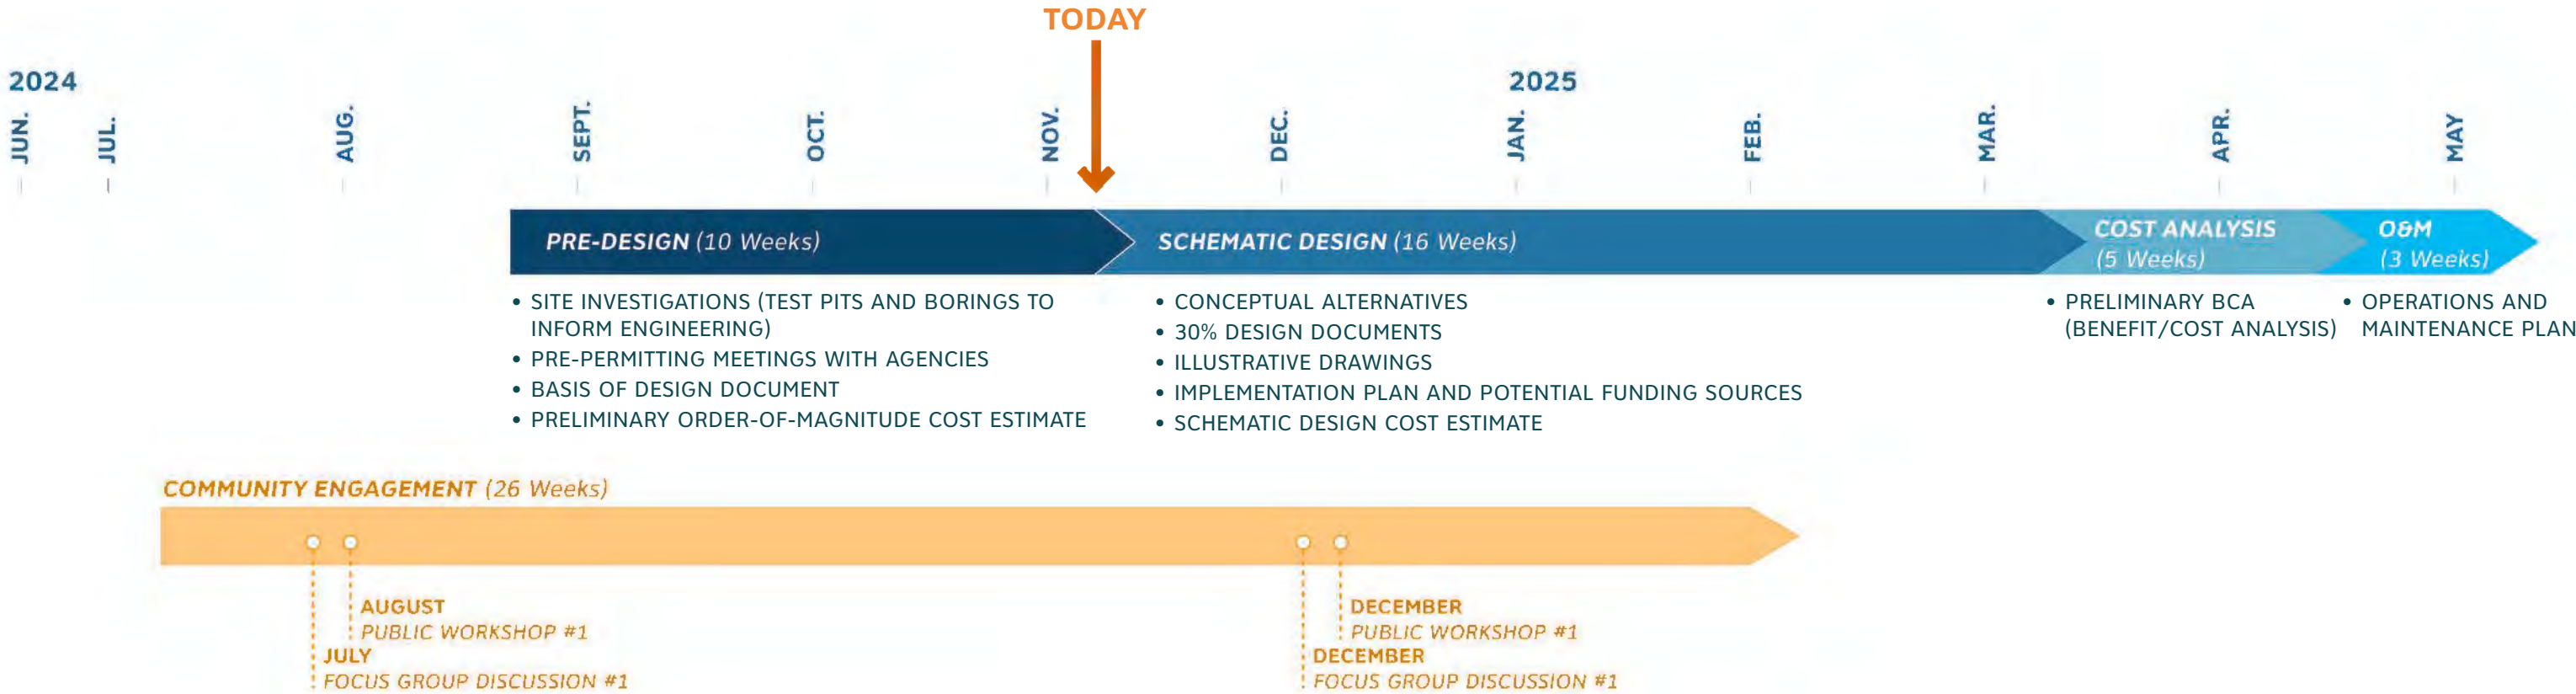 TODAY
2024
2025
JUN.
JUL.
AUG.
SEPT.
OCT.
NOV.
DEC.
JAN.
FEB.
MAR.
APR.
MAY
PRE-DESIGN (10 Weeks)
• SITE INVESTIGATIONS (TEST PITS AND BORINGS TO
INFORM ENGINEERING)
• PRE-PERMITTING MEETINGS WITH AGENCIES
• BASIS OF DESIGN DOCUMENT
• PRELIMINARY ORDER-OF-MAGNITUDE COST ESTIMATE
SCHEMATIC DESIGN (16 Weeks)
• CONCEPTUAL ALTERNATIVES
• 30% DESIGN DOCUMENTS
• ILLUSTRATIVE DRAWINGS
• IMPLEMENTATION PLAN AND POTENTIAL FUNDING SOURCES
• SCHEMATIC DESIGN COST ESTIMATE
COST ANALYSIS
(5 Weeks)
• PRELIMINARY BCA
(BENEFIT/COST ANALYSIS)
O&M
(3 Weeks)
• OPERATIONS AND
MAINTENANCE PLAN
COMMUNITY ENGAGEMENT (26 Weeks)
AUGUST
PUBLIC WORKSHOP #1
JULY
FOCUS GROUP DISCUSSION #1
DECEMBER
PUBLIC WORKSHOP #1
DECEMBER
FOCUS GROUP DISCUSSION #1